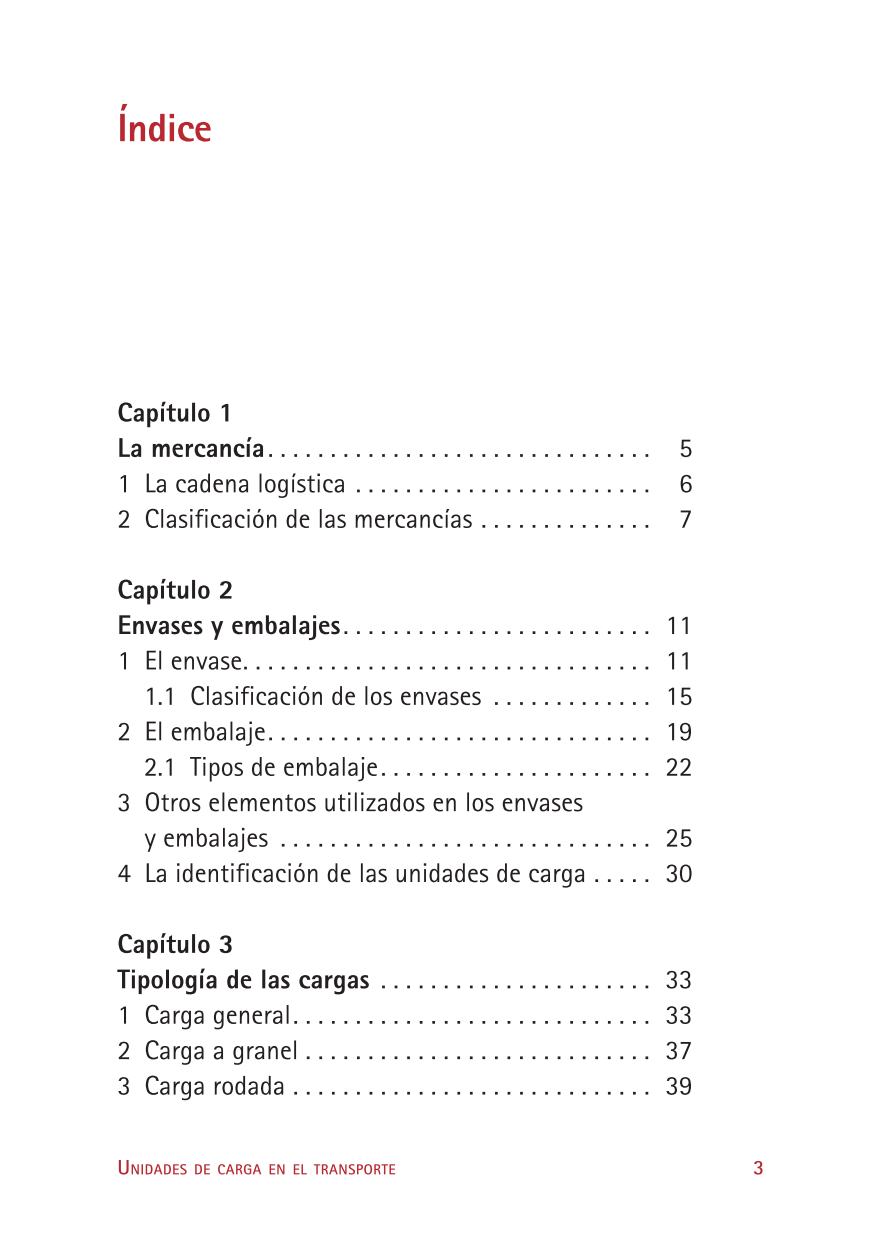 Índice
Capítulo 1
La mercancía............................... 5
1 La cadena logística ........................ 6
2 Clasificación de las mercancías .............. 7
Capítulo 2
Envases y embalajes......................... 11
1 El envase................................. 11
1.1 Clasificación de los envases ............. 15
2 El embalaje............................... 19
2.1 Tipos de embalaje...................... 22
3 Otros elementos utilizados en los envases
y embalajes .............................. 25
4 La identificación de las unidades de carga ..... 30
Capítulo 3
Tipología de las cargas ...................... 33
1 Carga general............................. 33
2 Carga a granel ............................ 37
3 Carga rodada ............................. 39
Unidades de carga en el transporte 3